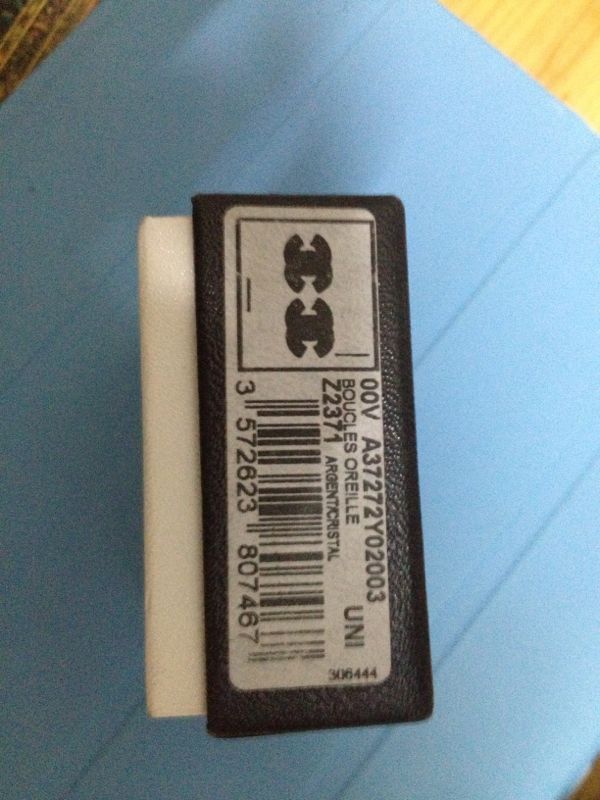 00V A37272Y02003
BOUCLES OREILLE UNI
Z2371 ARGENT/CRISTAL
3 572623 807467
306444